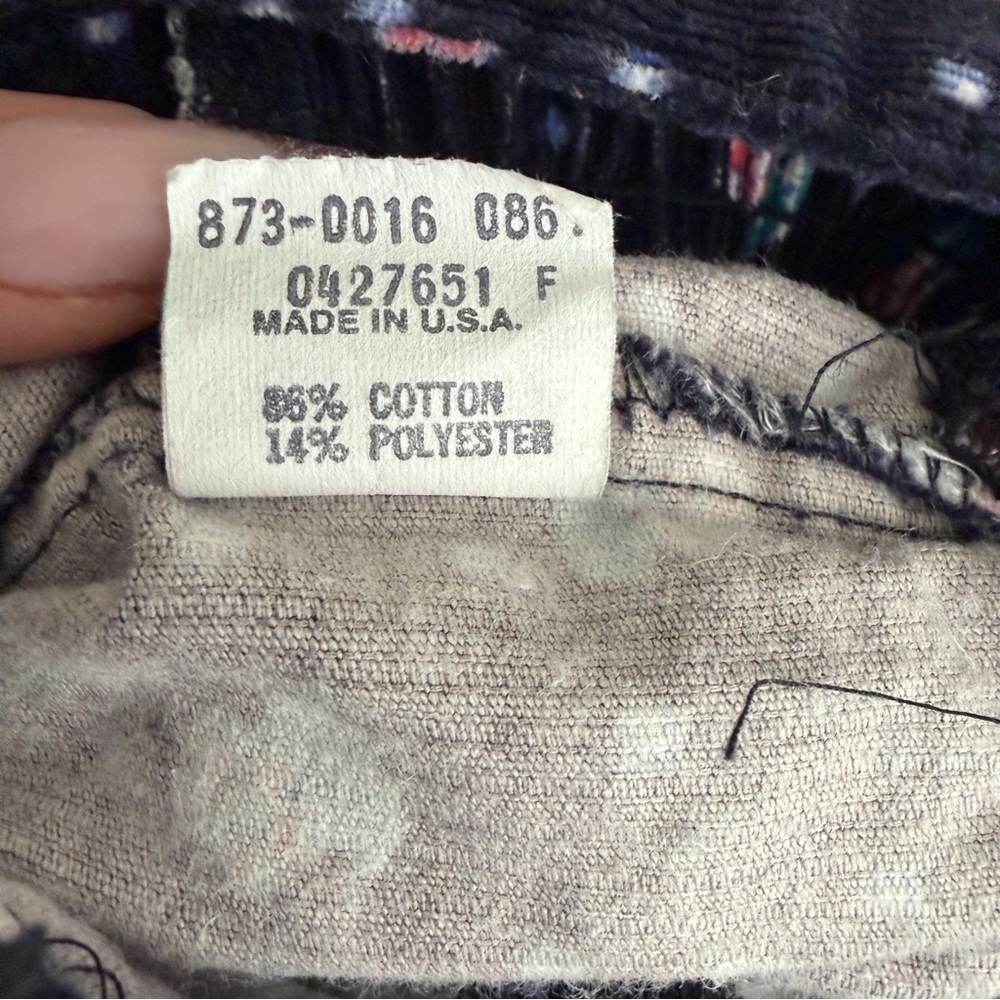 873-0016 086.
0427651 F
MADE IN U.S.A.
86% COTTON
14% POLYESTER